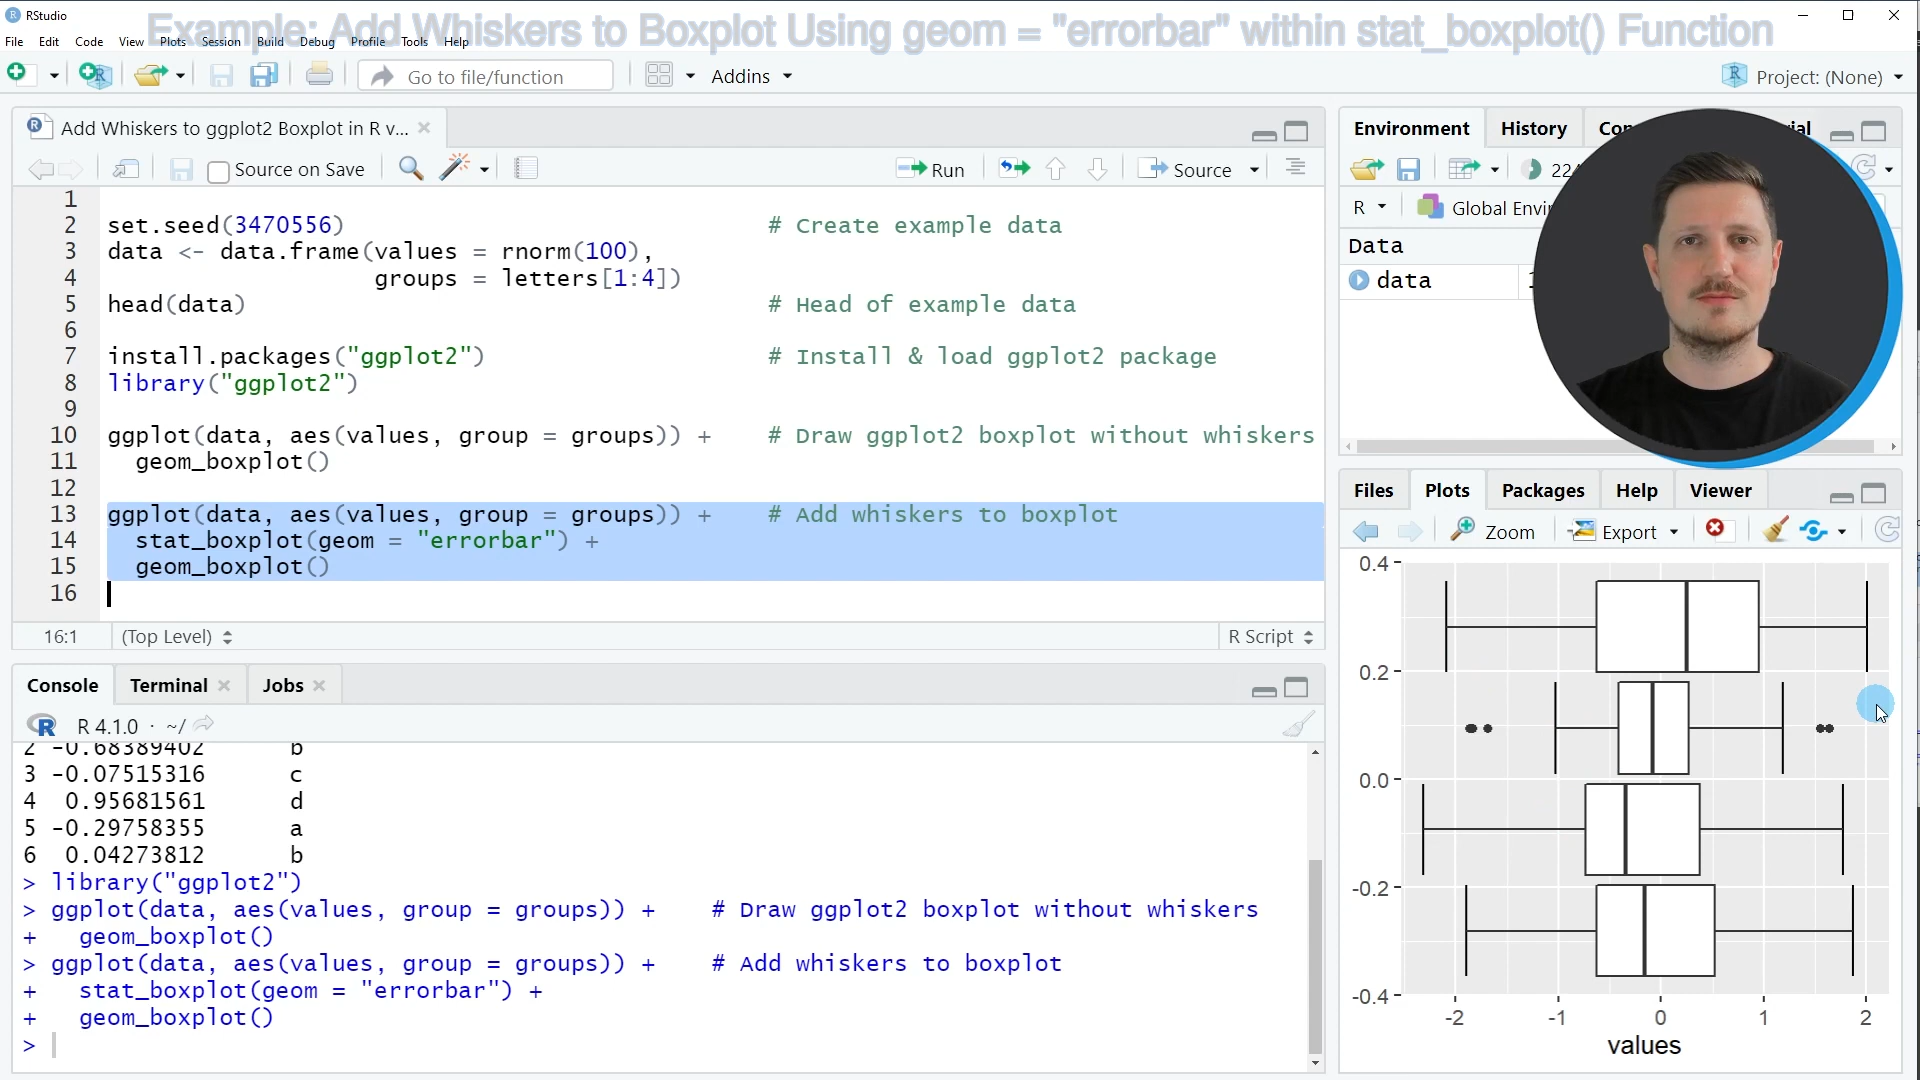 RStudio
Example: Add Whiskers to Boxplot Using geom = "errorbar" within stat_boxplot() Function
File Edit Code View Plots Session Build Debug Profile Tools Help
Go to file/function
Addins
Project: (None)
Add Whiskers to ggplot2 Boxplot in R v...
Source on Save
Run
Source
1
2 set.seed(3470556) # Create example data
3 data <- data.frame(values = rnorm(100),
4 groups = letters[1:4])
5 head(data) # Head of example data
6
7 install.packages("ggplot2") # Install & load ggplot2 package
8 library("ggplot2")
9
10 ggplot(data, aes(values, group = groups)) + # Draw ggplot2 boxplot without whiskers
11 geom_boxplot()
12
13 ggplot(data, aes(values, group = groups)) + # Add whiskers to boxplot
14 stat_boxplot(geom = "errorbar") +
15 geom_boxplot()
16
16:1 (Top Level) R Script
Console Terminal Jobs
R 4.1.0 · ~/
2 -0.68389402 b
3 -0.07515316 c
4 0.95681561 d
5 -0.29758355 a
6 0.04273812 b
> library("ggplot2")
> ggplot(data, aes(values, group = groups)) + # Draw ggplot2 boxplot without whiskers
+ geom_boxplot()
> ggplot(data, aes(values, group = groups)) + # Add whiskers to boxplot
+ stat_boxplot(geom = "errorbar") +
+ geom_boxplot()
>
Environment History
R
Data
data
Files Plots Packages Help Viewer
Zoom Export
0.4
0.2
0.0
-0.2
-0.4
-2 -1 0 1 2
values